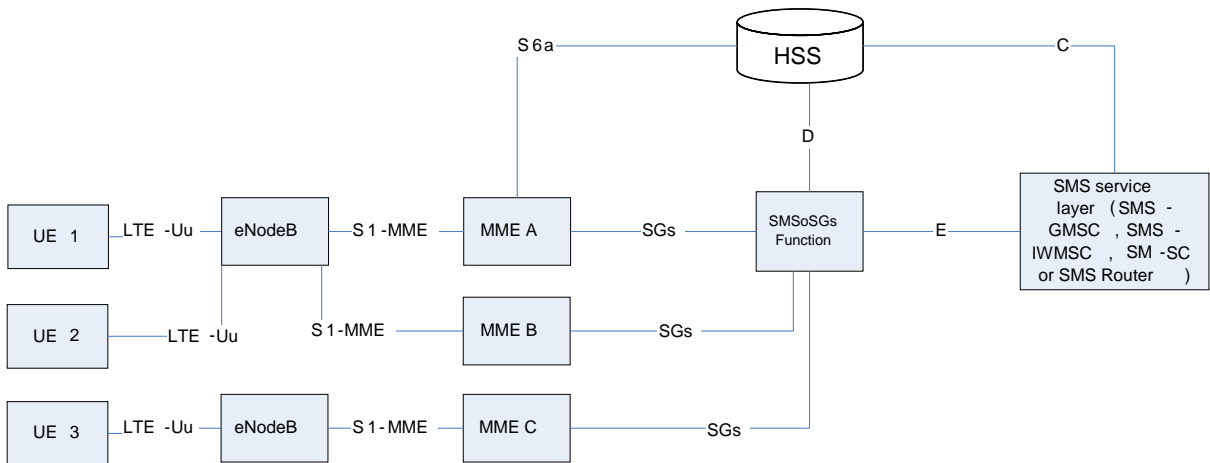 S6a
HSS
C
D
SMS service
layer (SMS -
GMSC , SMS -
IWMSC , SM -SC
or SMS Router )
UE 1
LTE -Uu
eNodeB
S1-MME
MME A
SGs
SMSoSGs
Function
E
UE 2
LTE -Uu
S1-MME
MME B
SGs
UE 3
LTE -Uu
eNodeB
S1-MME
MME C
SGs